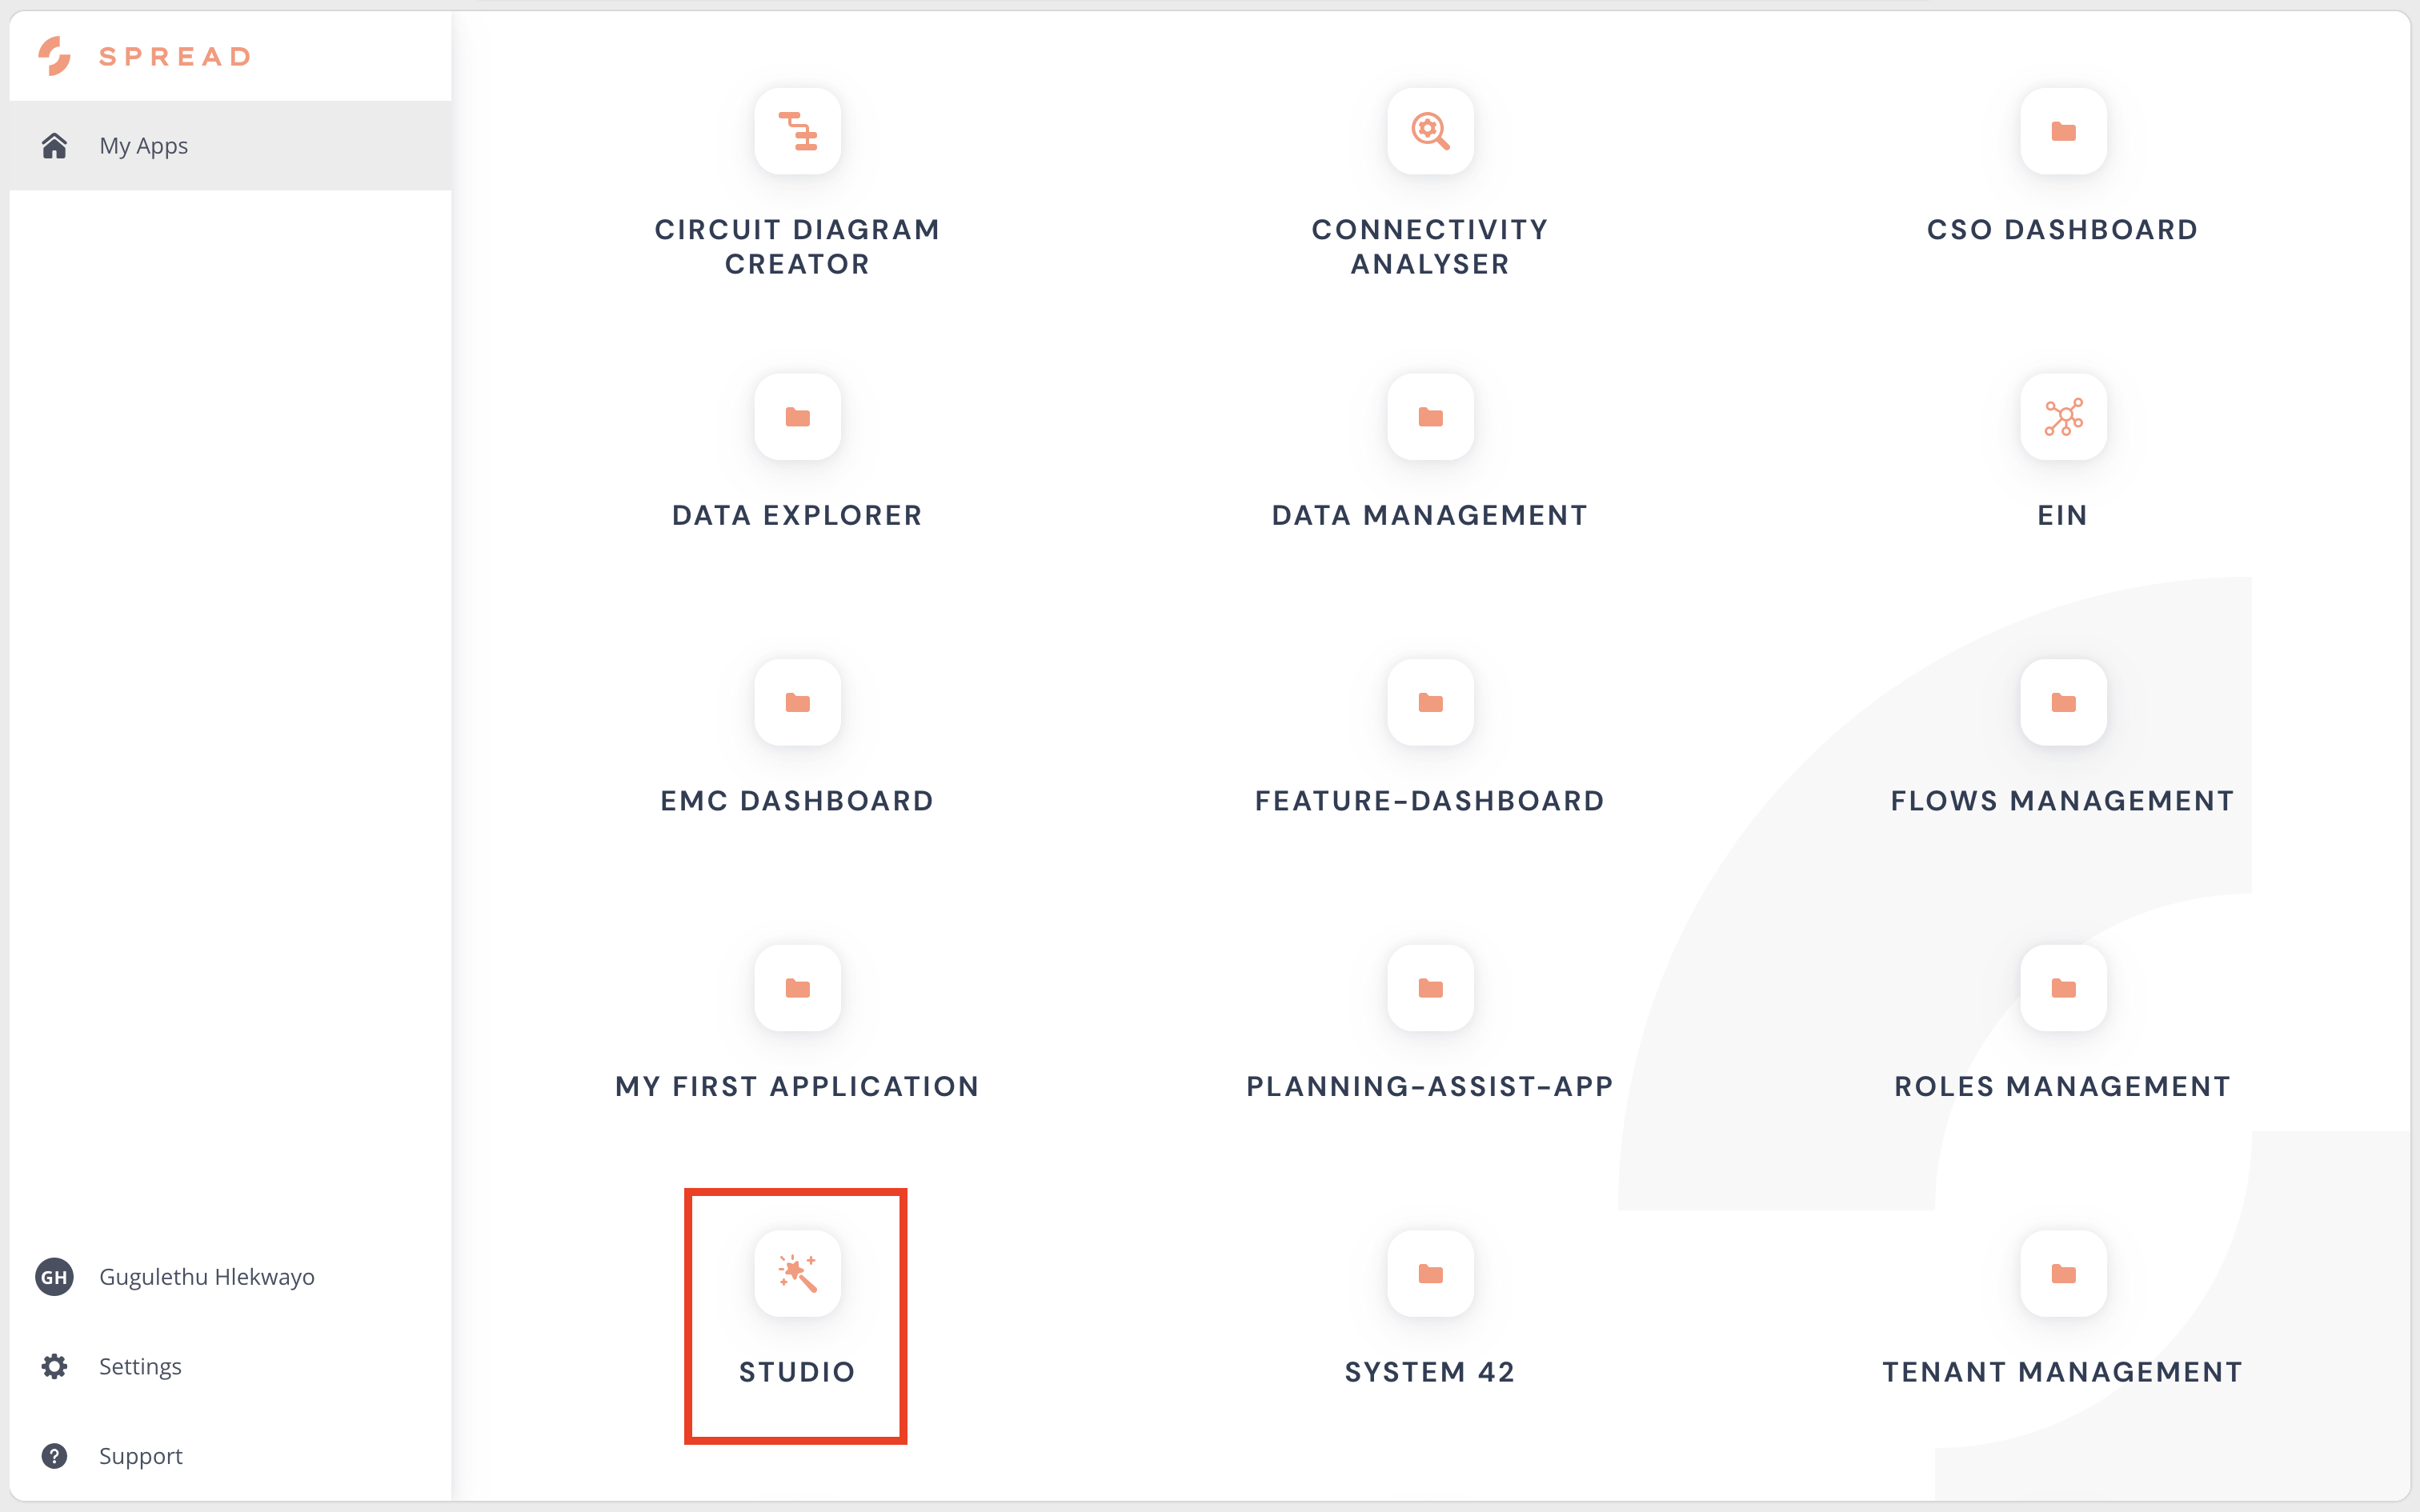 SPREAD
My Apps
CIRCUIT DIAGRAM
CREATOR
CONNECTIVITY
ANALYSER
CSO DASHBOARD
DATA EXPLORER
DATA MANAGEMENT
EIN
EMC DASHBOARD
FEATURE-DASHBOARD
FLOWS MANAGEMENT
MY FIRST APPLICATION
PLANNING-ASSIST-APP
ROLES MANAGEMENT
STUDIO
SYSTEM 42
TENANT MANAGEMENT
GH Gugulethu Hlekwayo
Settings
? Support